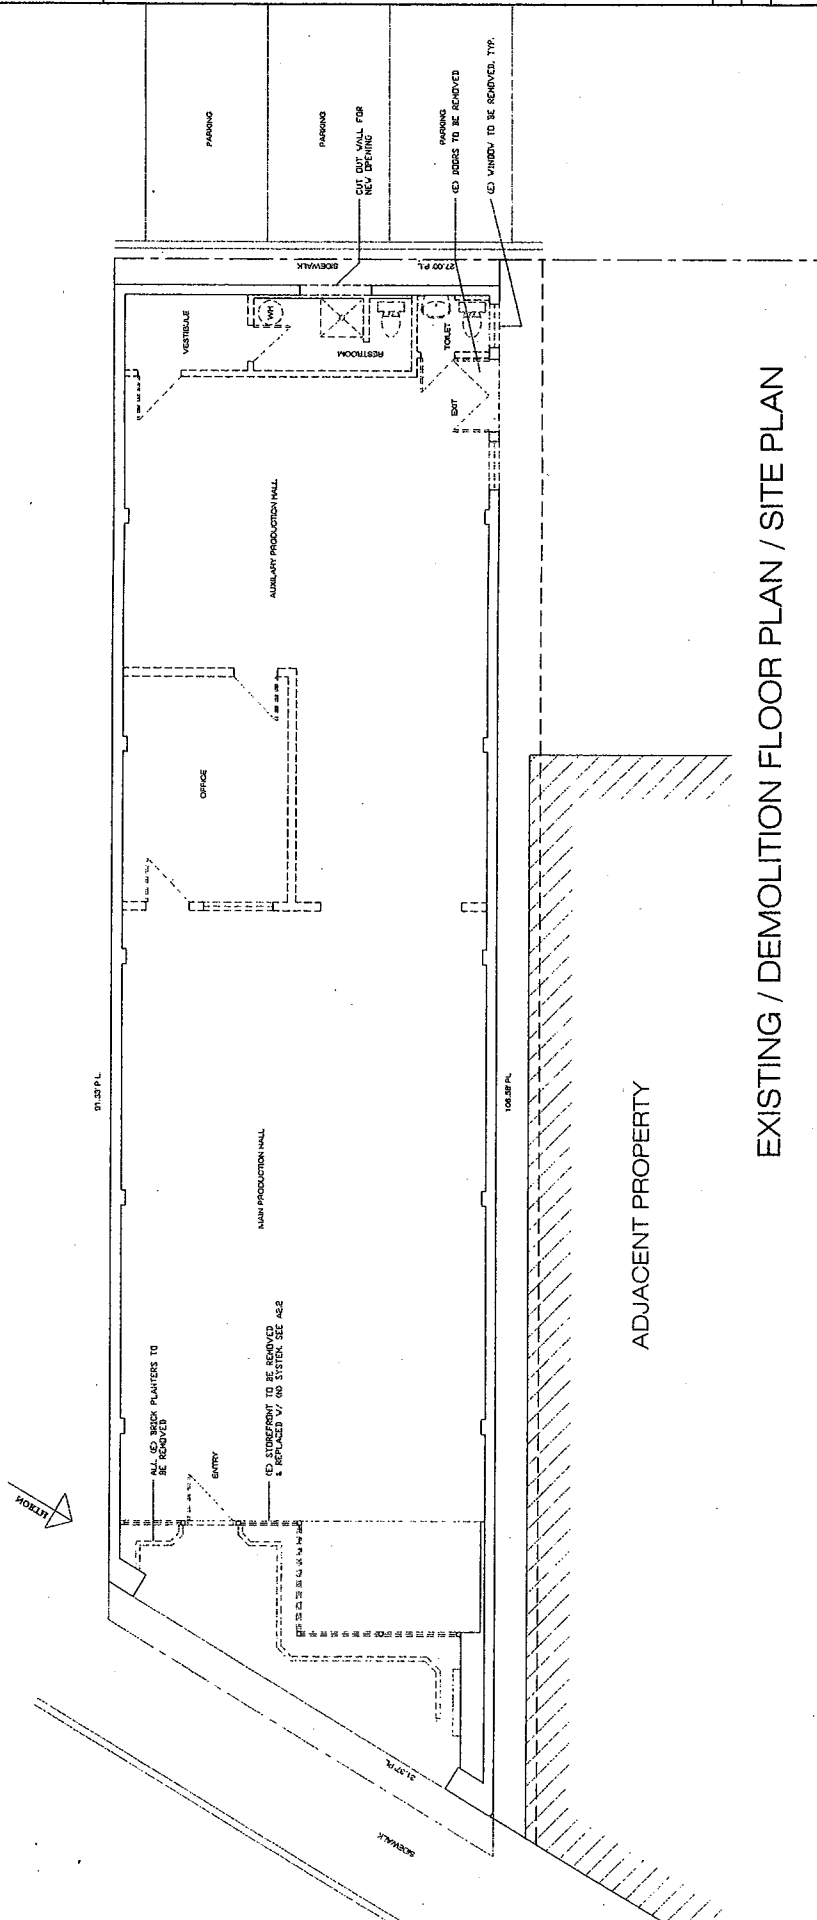 PARKING
PARKING
PARKING
CUT OUT WALL FOR
NEW OPENING
(E) DOORS TO BE REMOVED
(E) WINDOW TO BE REMOVED, TYP.
SIDEWALK
27.00' P.L.
VESTIBULE
WH
RESTROOM
TOILET
EXIT
AUXILARY PRODUCTION HALL
OFFICE
91.33' P.L.
106.58' P.L.
MAIN PRODUCTION HALL
ALL (E) BRICK PLANTERS TO
BE REMOVED
ENTRY
(E) STOREFRONT TO BE REMOVED
& REPLACED W/ (N) SYSTEM. SEE A2.2
NORTH
31.37' P.L.
SIDEWALK
ADJACENT PROPERTY
EXISTING / DEMOLITION FLOOR PLAN / SITE PLAN